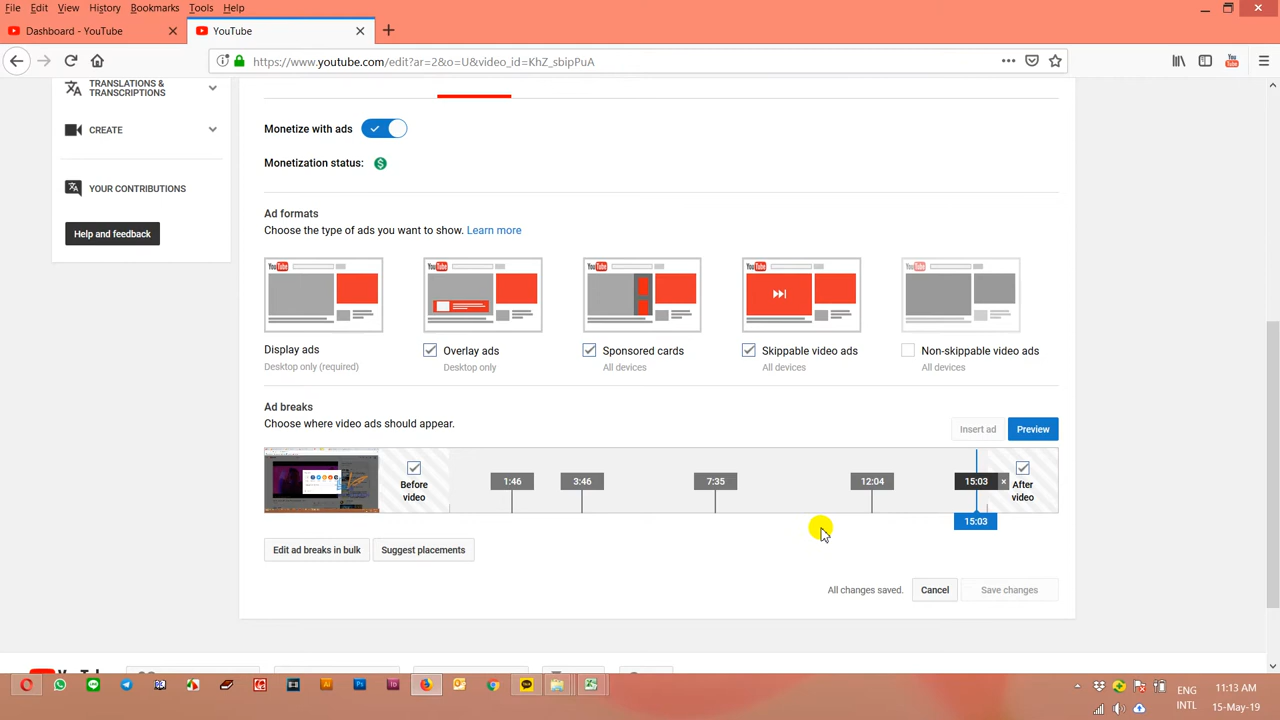 File Edit View History Bookmarks Tools Help
Dashboard - YouTube
YouTube
https://www.youtube.com/edit?ar=2&o=U&video_id=KhZ_sbipPuA
TRANSLATIONS &
TRANSCRIPTIONS
CREATE
YOUR CONTRIBUTIONS
Help and feedback
Monetize with ads
Monetization status:
Ad formats
Choose the type of ads you want to show. Learn more
Display ads
Desktop only (required)
Overlay ads
Desktop only
Sponsored cards
All devices
Skippable video ads
All devices
Non-skippable video ads
All devices
Ad breaks
Choose where video ads should appear.
Insert ad
Preview
Before
video
1:46
3:46
7:35
12:04
15:03
After
video
15:03
Edit ad breaks in bulk
Suggest placements
All changes saved.
Cancel
Save changes
ENG
INTL
11:13 AM
15-May-19